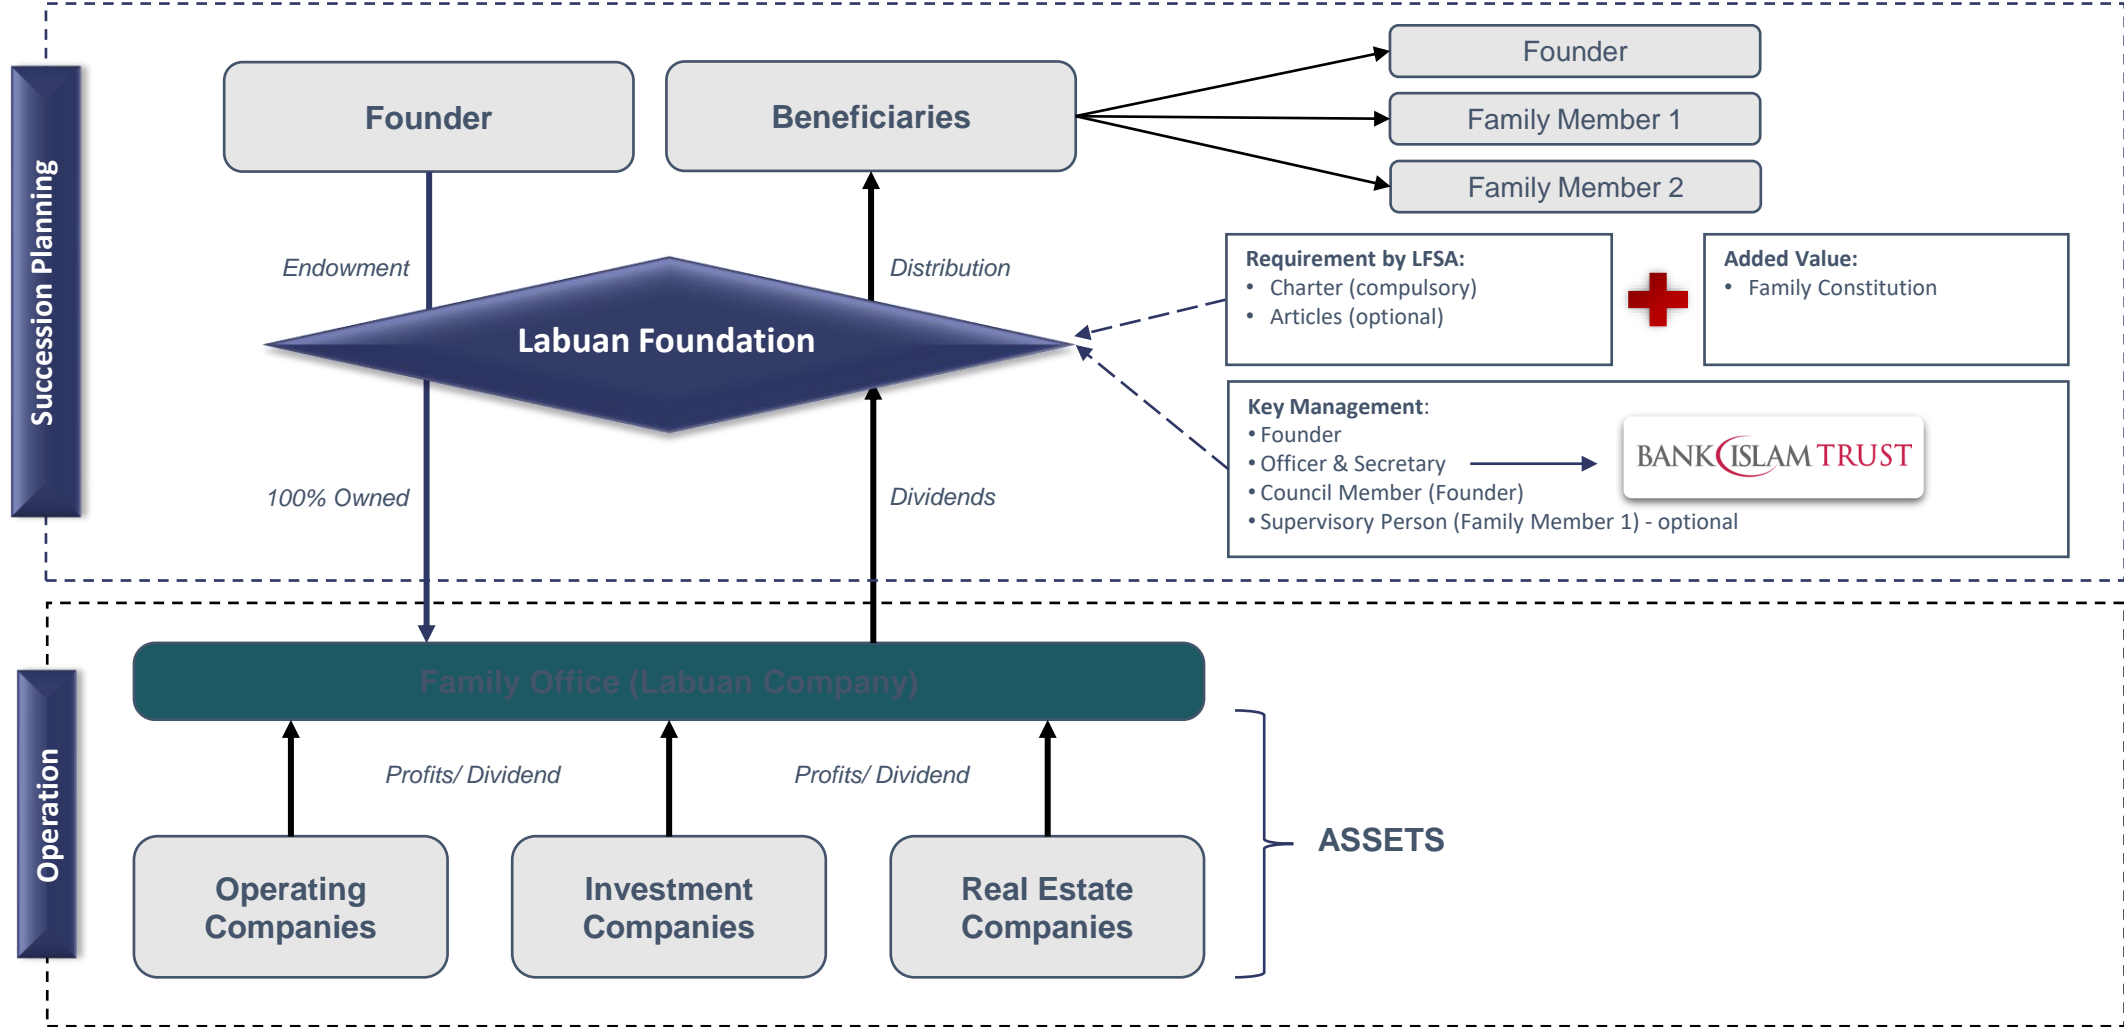 Succession Planning
Founder
Beneficiaries
Founder
Family Member 1
Family Member 2
Endowment
Distribution
Labuan Foundation
Requirement by LFSA:
• Charter (compulsory)
• Articles (optional)
Added Value:
• Family Constitution
Key Management:
• Founder
• Officer & Secretary
• Council Member (Founder)
• Supervisory Person (Family Member 1) - optional
BANK ISLAM TRUST
100% Owned
Dividends
Operation
Family Office (Labuan Company)
Profits/ Dividend
Profits/ Dividend
Operating
Companies
Investment
Companies
Real Estate
Companies
ASSETS